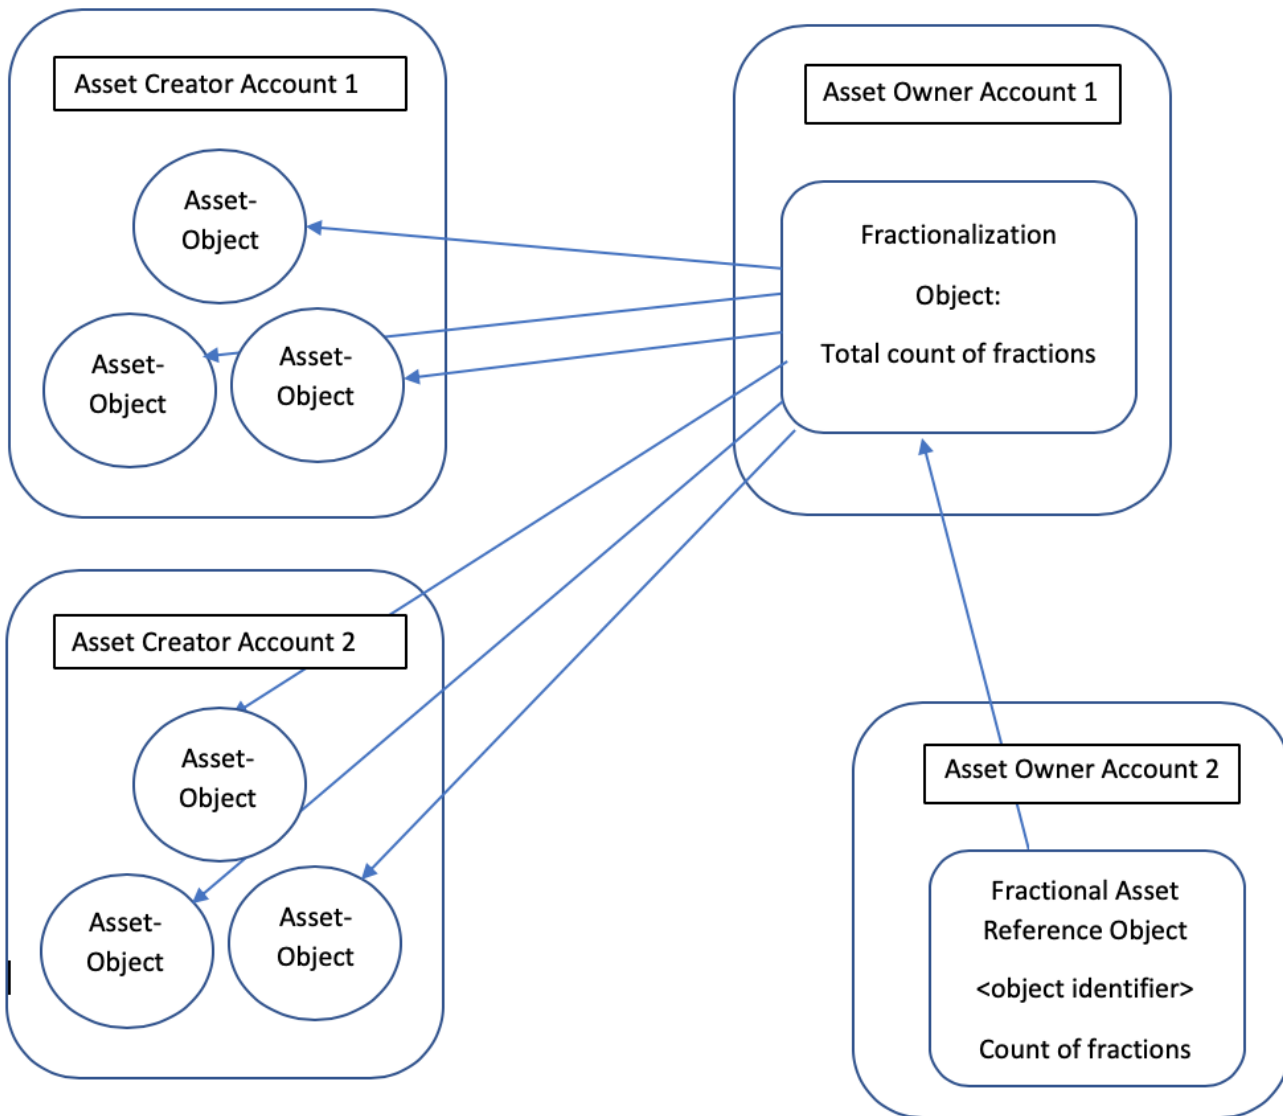 Asset Creator Account 1
Asset-
Object
Asset-
Object
Asset-
Object
Asset Owner Account 1
Fractionalization
Object:
Total count of fractions
Asset Creator Account 2
Asset-
Object
Asset-
Object
Asset-
Object
Asset Owner Account 2
Fractional Asset
Reference Object
<object identifier>
Count of fractions